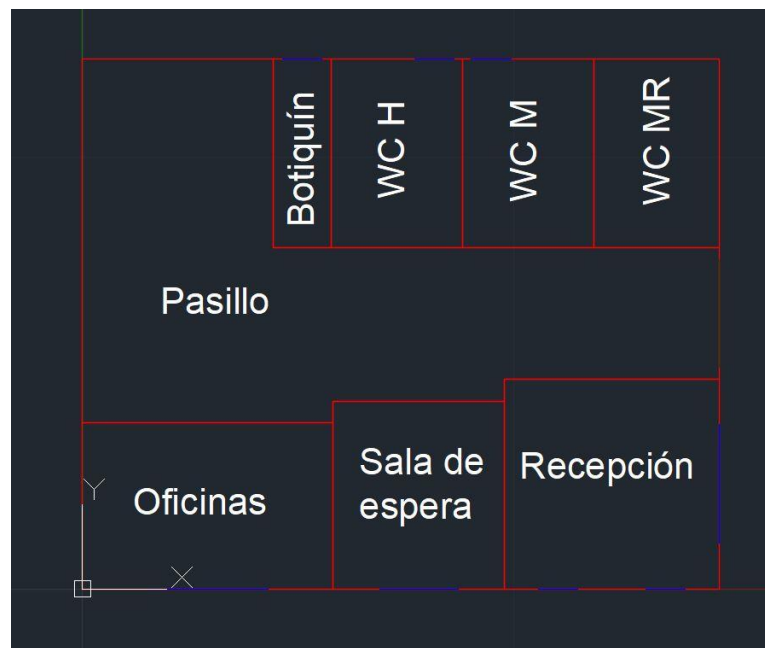 Botiquín
WC H
WC M
WC MR
Pasillo
Sala de
espera
Recepción
Oficinas
Y
X